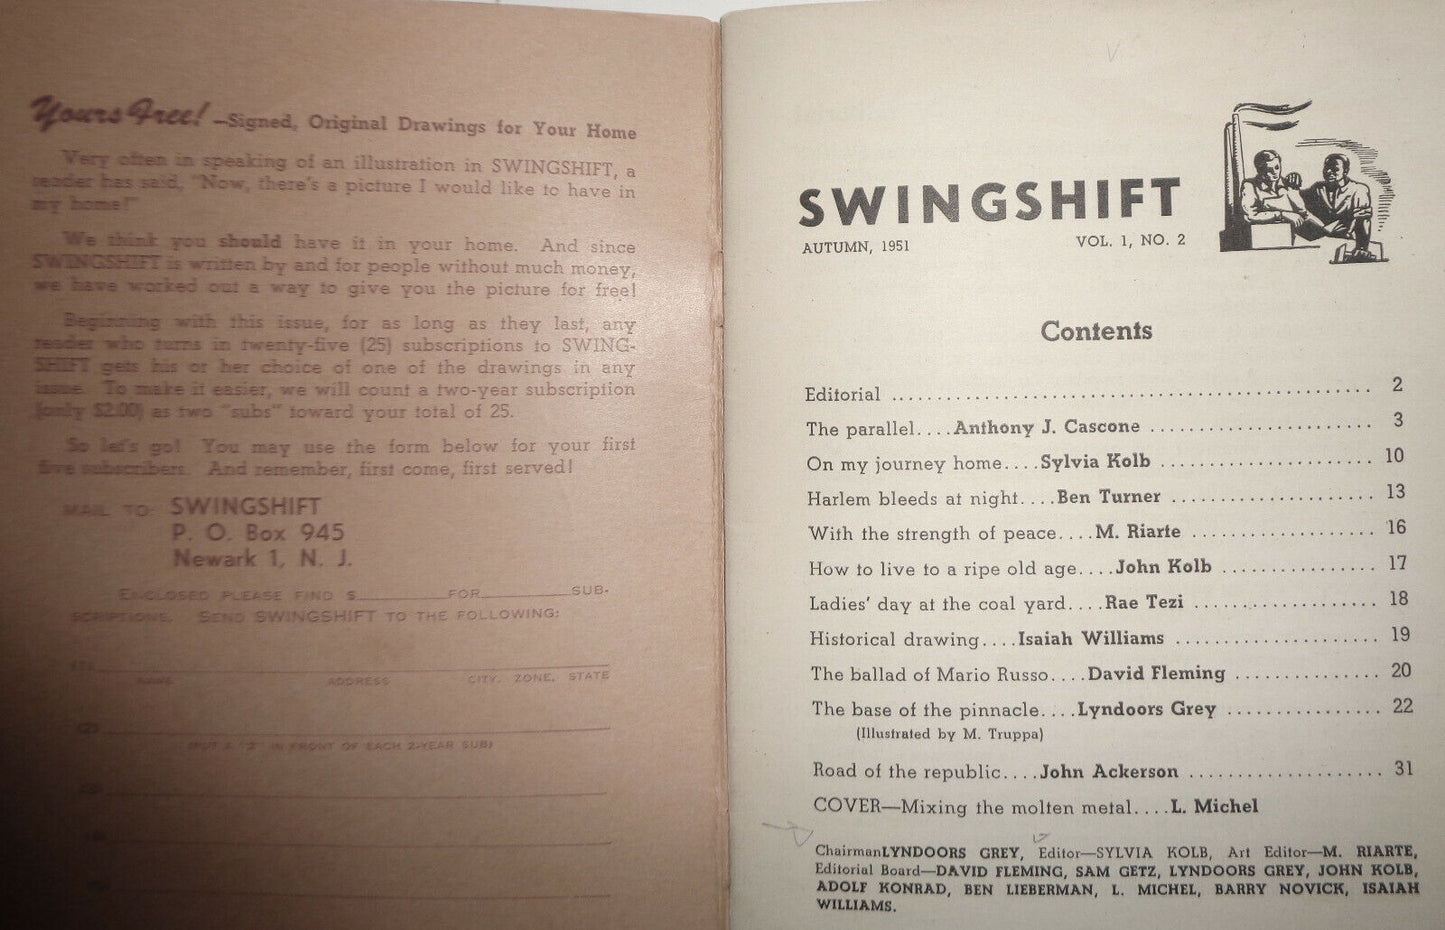 Yours Free! —Signed, Original Drawings for Your Home
Very often in speaking of an illustration in SWINGSHIFT, a
reader has said, "Now, there's a picture I would like to have in
my home!"
We think you should have it in your home. And since
SWINGSHIFT is written by and for people without much money,
we have worked out a way to give you the picture for free!
Beginning with this issue, for as long as they last, any
reader who turns in twenty-five (25) subscriptions to SWING-
SHIFT gets his or her choice of one of the drawings in any
issue. To make it easier, we will count a two-year subscription
(only $2.00) as two "subs" toward your total of 25.
So let's go! You may use the form below for your first
five subscribers. And remember, first come, first served!
MAIL TO: SWINGSHIFT
P. O. Box 945
Newark 1, N. J.
ENCLOSED PLEASE FIND $__________FOR__________SUB-
SCRIPTIONS. SEND SWINGSHIFT TO THE FOLLOWING:
(1)
NAME ADDRESS CITY, ZONE, STATE
(2)
(PUT A "2" IN FRONT OF EACH 2-YEAR SUB)
(3)
(4)
(5)
SWINGSHIFT
AUTUMN, 1951 VOL. 1, NO. 2
Contents
Editorial .......... 2
The parallel....Anthony J. Cascone .......... 3
On my journey home....Sylvia Kolb .......... 10
Harlem bleeds at night....Ben Turner .......... 13
With the strength of peace....M. Riarte .......... 16
How to live to a ripe old age....John Kolb .......... 17
Ladies' day at the coal yard....Rae Tezi .......... 18
Historical drawing....Isaiah Williams .......... 19
The ballad of Mario Russo....David Fleming .......... 20
The base of the pinnacle....Lyndoors Grey .......... 22
(Illustrated by M. Truppa)
Road of the republic....John Ackerson .......... 31
COVER—Mixing the molten metal....L. Michel
ChairmanLYNDOORS GREY, Editor—SYLVIA KOLB, Art Editor—M. RIARTE,
Editorial Board—DAVID FLEMING, SAM GETZ, LYNDOORS GREY, JOHN KOLB,
ADOLF KONRAD, BEN LIEBERMAN, L. MICHEL, BARRY NOVICK, ISAIAH
WILLIAMS.